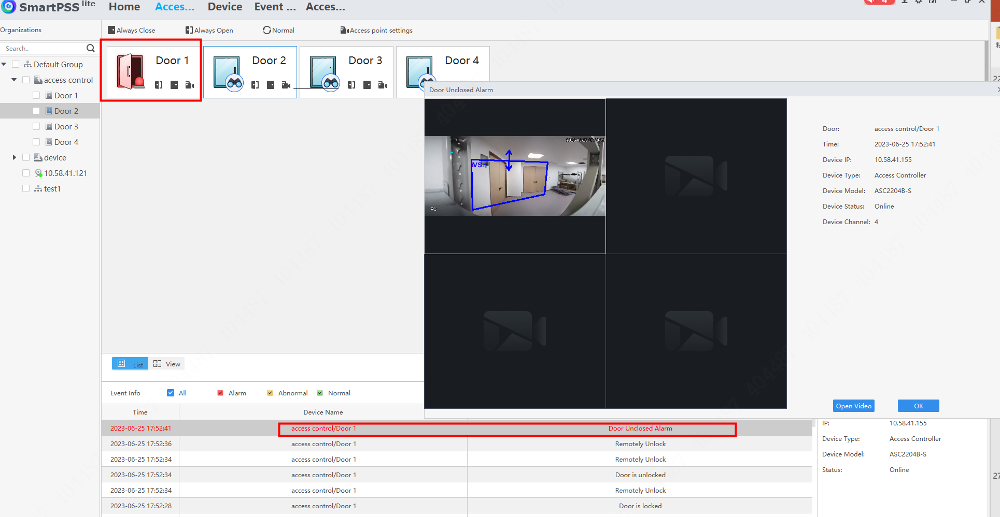 SmartPSS lite
Home Acces... Device Event ... Acces...
4
Organizations
Always Close Always Open Normal Access point settings
Search..
Default Group
access control
Door 1
Door 2
Door 3
Door 4
device
10.58.41.121
test1
Door 1 Door 2 Door 3 Door 4
Door Unclosed Alarm
IVS-1
IPC
Door: access control/Door 1
Time: 2023-06-25 17:52:41
Device IP: 10.58.41.155
Device Type: Access Controller
Device Model: ASC2204B-S
Device Status: Online
Device Channel: 4
List View
Open Video OK
Event Info All Alarm Abnormal Normal
Time Device Name
2023-06-25 17:52:41 access control/Door 1 Door Unclosed Alarm
2023-06-25 17:52:36 access control/Door 1 Remotely Unlock
2023-06-25 17:52:34 access control/Door 1 Remotely Unlock
2023-06-25 17:52:34 access control/Door 1 Door is unlocked
2023-06-25 17:52:34 access control/Door 1 Remotely Unlock
2023-06-25 17:52:28 access control/Door 1 Door is locked
IP: 10.58.41.155
Device Type: Access Controller
Device Model: ASC2204B-S
Status: Online
22
27